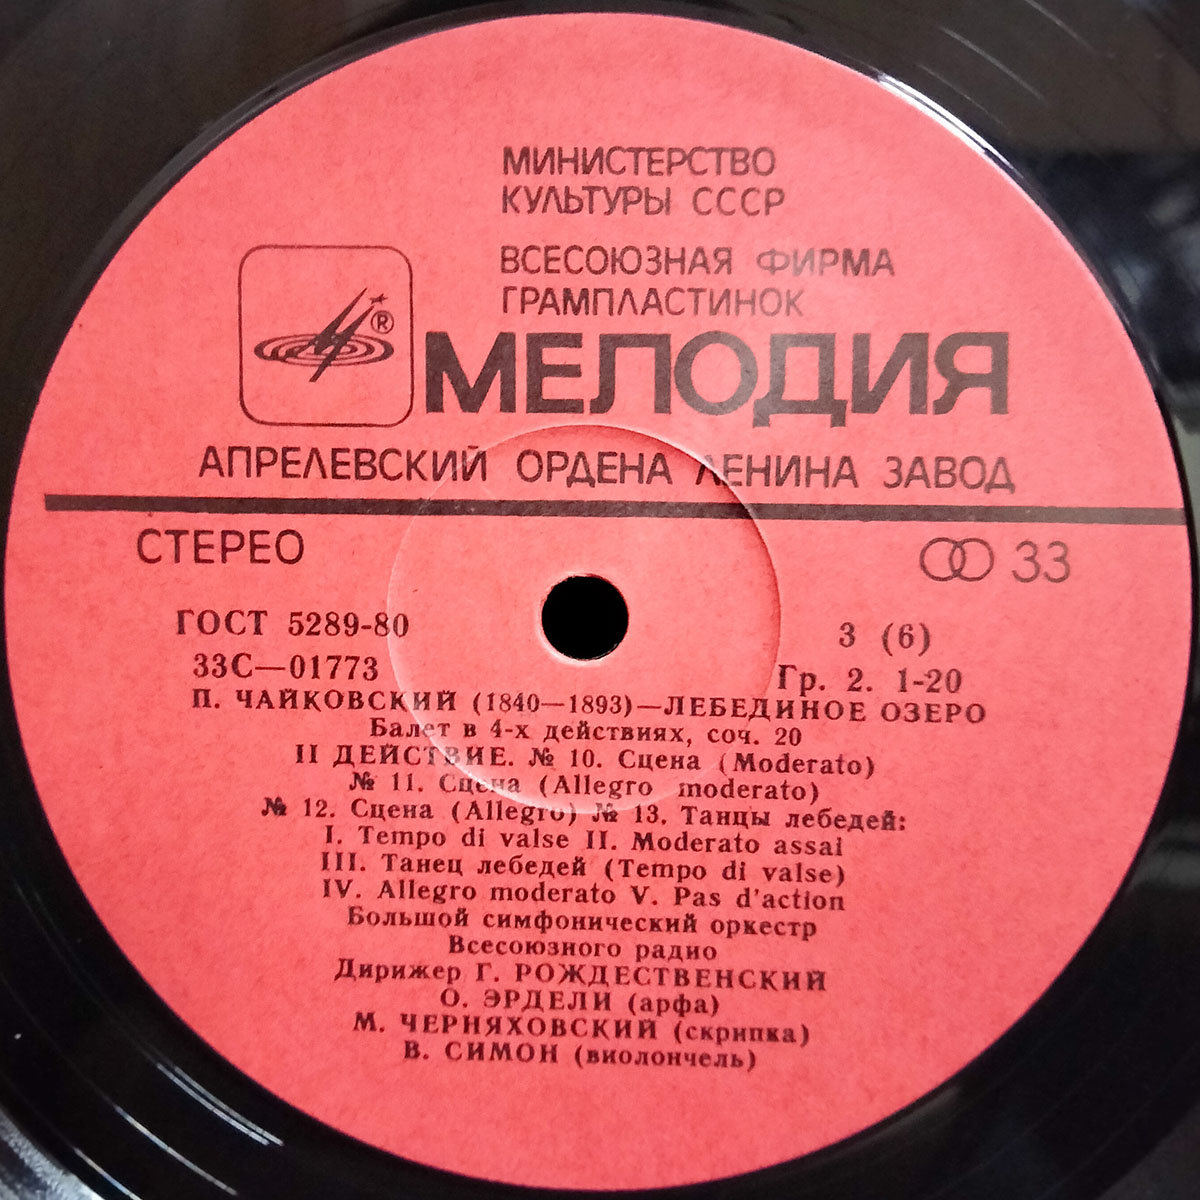 МИНИСТЕРСТВО
КУЛЬТУРЫ СССР
ВСЕСОЮЗНАЯ ФИРМА
ГРАМПЛАСТИНОК
®
МЕЛОДИЯ
АПРЕЛЕВСКИЙ ОРДЕНА ЛЕНИНА ЗАВОД
СТЕРЕО
33
ГОСТ 5289-80
3 (6)
33С—01773
Гр. 2. 1-20
П. ЧАЙКОВСКИЙ (1840—1893)—ЛЕБЕДИНОЕ ОЗЕРО
Балет в 4-х действиях, соч. 20
II ДЕЙСТВИЕ. № 10. Сцена (Moderato)
№ 11. Сцена (Allegro moderato)
№ 12. Сцена (Allegro) № 13. Танцы лебедей:
I. Tempo di valse II. Moderato assai
III. Танец лебедей (Tempo di valse)
IV. Allegro moderato V. Pas d'action
Большой симфонический оркестр
Всесоюзного радио
Дирижер Г. РОЖДЕСТВЕНСКИЙ
О. ЭРДЕЛИ (арфа)
М. ЧЕРНЯХОВСКИЙ (скрипка)
В. СИМОН (виолончель)